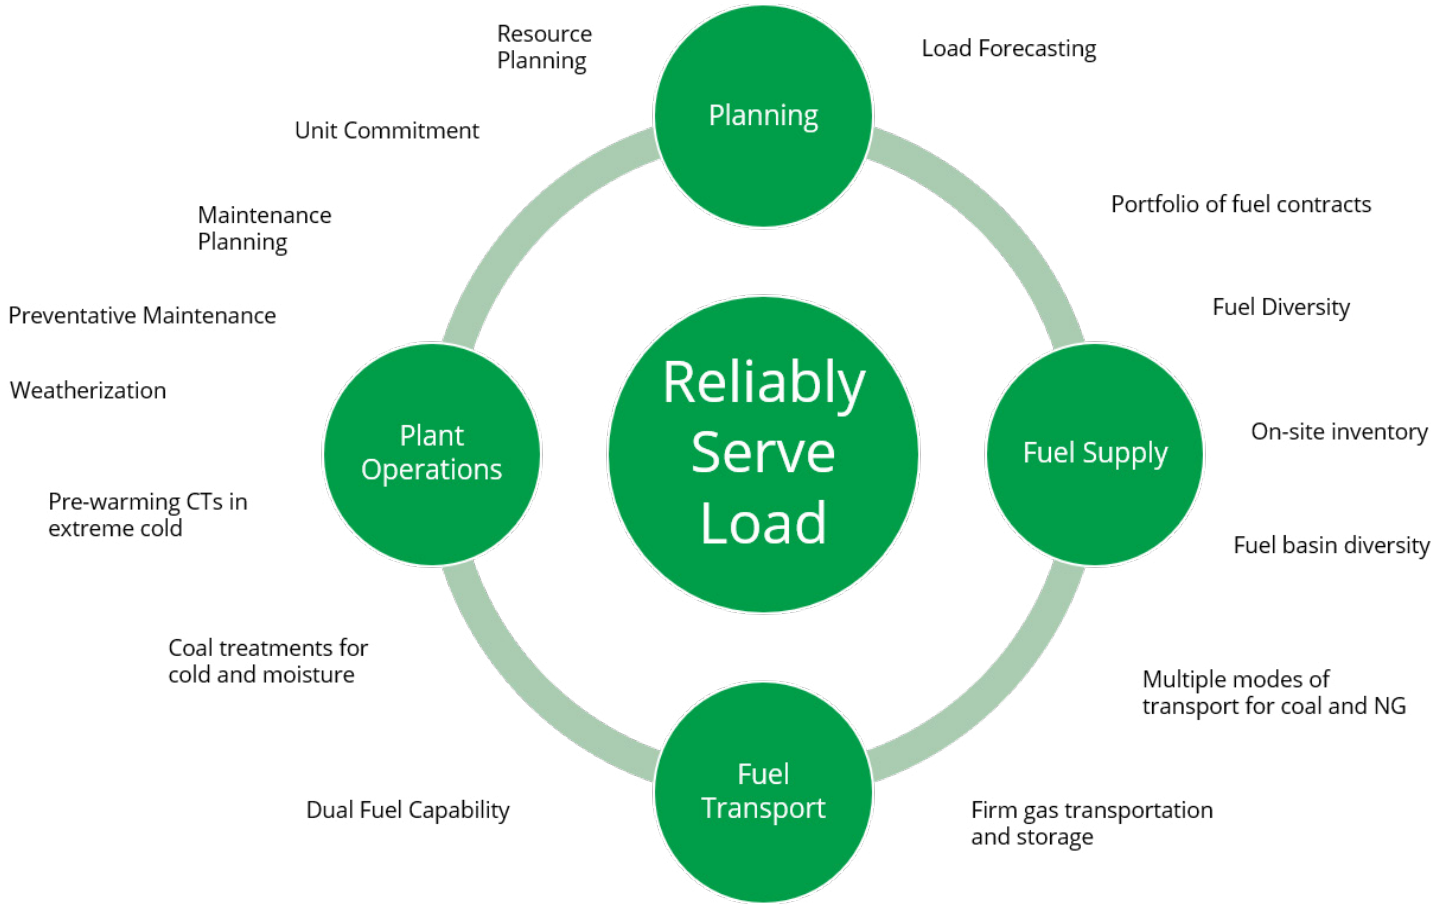 Resource
Planning
Load Forecasting
Planning
Unit Commitment
Portfolio of fuel contracts
Maintenance
Planning
Fuel Diversity
Preventative Maintenance
Weatherization
Reliably
Serve
Load
Plant
Operations
Fuel Supply
On-site inventory
Pre-warming CTs in
extreme cold
Fuel basin diversity
Coal treatments for
cold and moisture
Multiple modes of
transport for coal and NG
Fuel
Transport
Dual Fuel Capability
Firm gas transportation
and storage